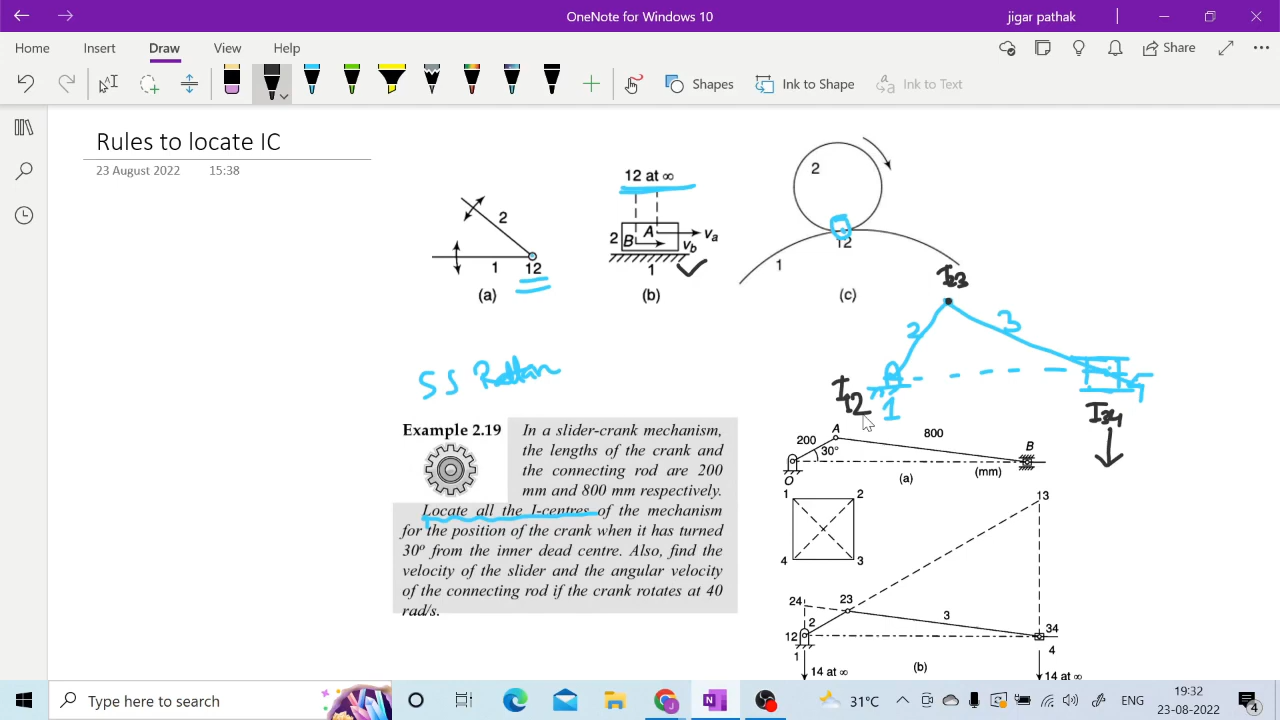 OneNote for Windows 10
jigar pathak
Home Insert Draw View Help
Share
Shapes
Ink to Shape
Ink to Text
Rules to locate IC
23 August 2022 15:38
2
1 12
(a)
12 at ∞
2 B A vₐ
v_b
1
(b)
2
12
1
(c)
I23
2 3
I12
1
4
I34
S S Rattan
Example 2.19
In a slider-crank mechanism,
the lengths of the crank and
the connecting rod are 200
mm and 800 mm respectively.
Locate all the I-centres of the mechanism
for the position of the crank when it has turned
30º from the inner dead centre. Also, find the
velocity of the slider and the angular velocity
of the connecting rod if the crank rotates at 40
rad/s.
A
200 800 B
30°
O (a) (mm)
1 2
4 3
13
24 23
2 3
12 34
1 4
14 at ∞ (b) 14 at ∞
Type here to search
31°C
ENG
19:32
23-08-2022
4